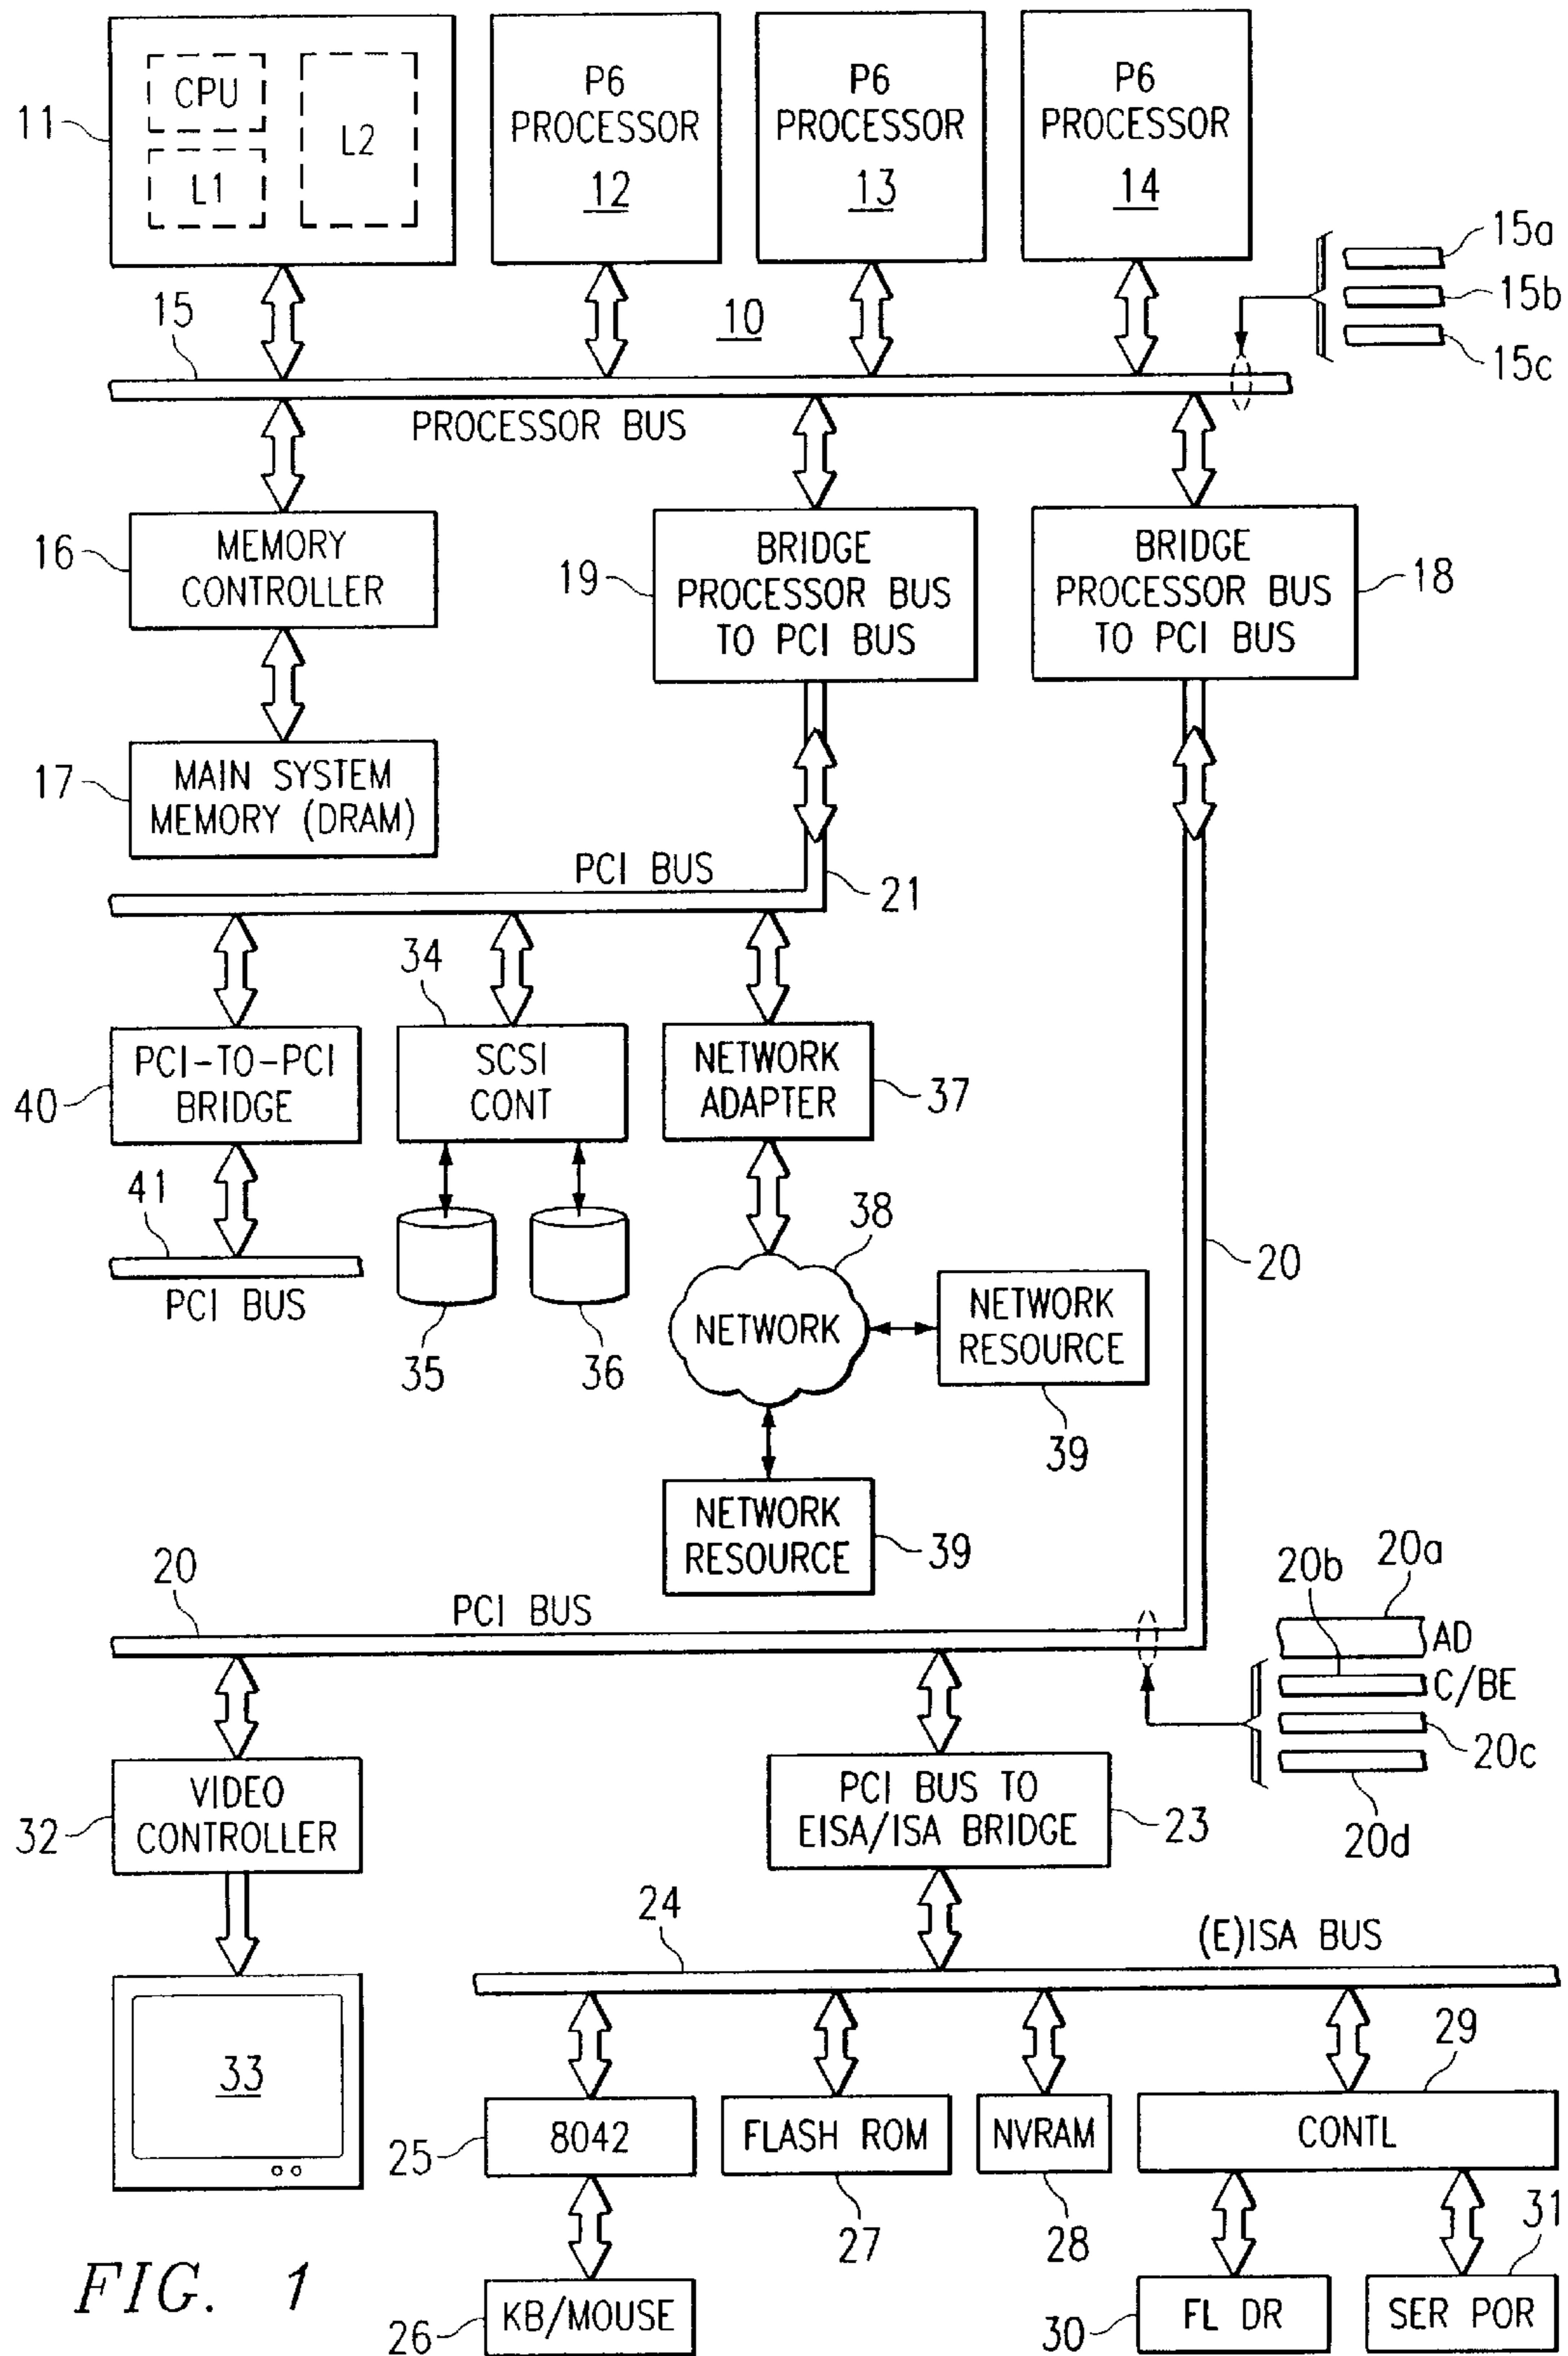 CPU
L1
L2
11
P6
PROCESSOR
12
P6
PROCESSOR
13
P6
PROCESSOR
14
15a
15b
15c
15
10
PROCESSOR BUS
16
MEMORY
CONTROLLER
19
BRIDGE
PROCESSOR BUS
TO PCI BUS
BRIDGE
PROCESSOR BUS
TO PCI BUS
18
17
MAIN SYSTEM
MEMORY (DRAM)
PCI BUS
21
34
40
PCI-TO-PCI
BRIDGE
SCSI
CONT
NETWORK
ADAPTER
37
41
PCI BUS
35
36
38
NETWORK
NETWORK
RESOURCE
39
20
NETWORK
RESOURCE
39
20
PCI BUS
20b
20a
AD
C/BE
20c
20d
32
VIDEO
CONTROLLER
PCI BUS TO
EISA/ISA BRIDGE
23
24
(E)ISA BUS
33
29
25
8042
FLASH ROM
NVRAM
CONTL
27
28
31
26
KB/MOUSE
30
FL DR
SER POR
FIG. 1